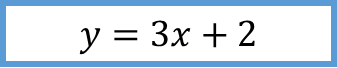 y = 3x + 2